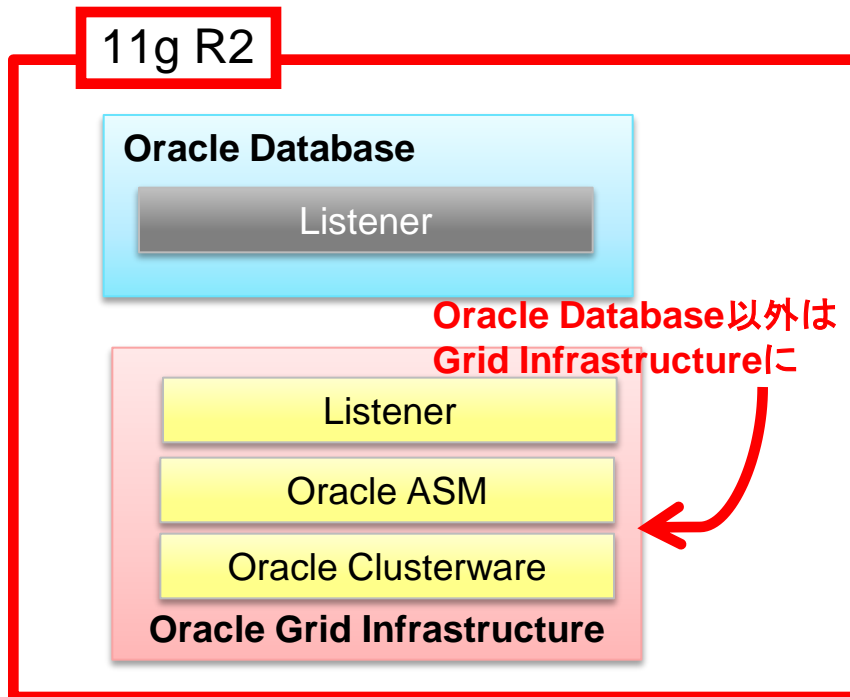 11g R2
Oracle Database
Listener
Oracle Database以外は
Grid Infrastructureに
Listener
Oracle ASM
Oracle Clusterware
Oracle Grid Infrastructure